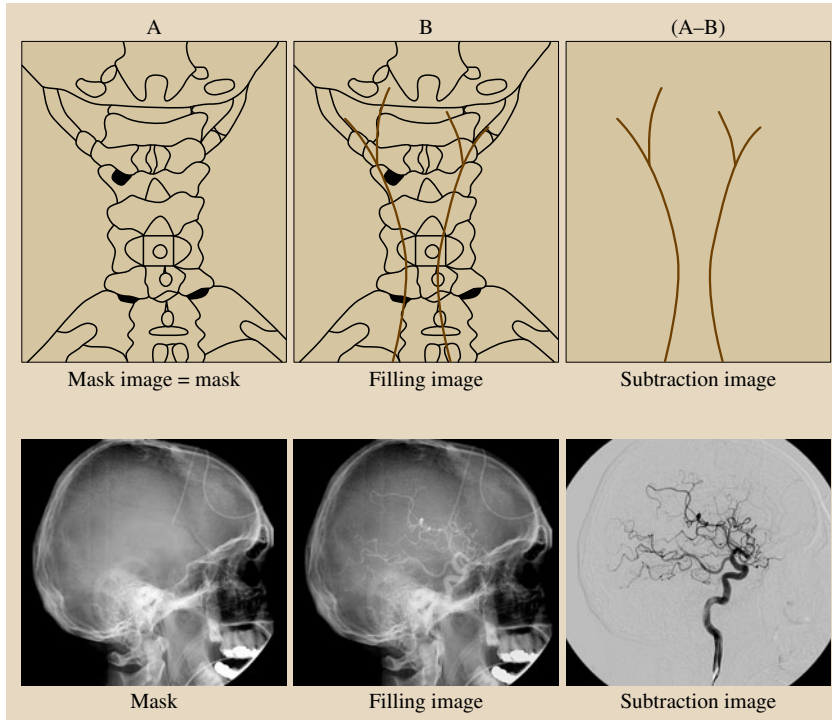 A B (A–B)
Mask image = mask Filling image Subtraction image
Mask Filling image Subtraction image